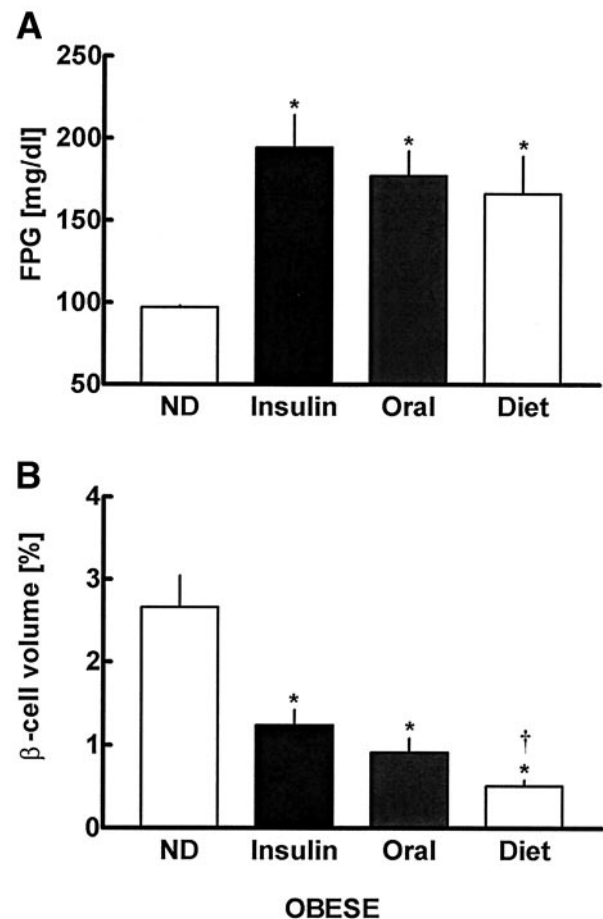 A
FPG [mg/dl]
250
200
150
100
50
*
*
*
ND Insulin Oral Diet
B
β-cell volume [%]
4
3
2
1
0
*
*
†
*
ND Insulin Oral Diet
OBESE